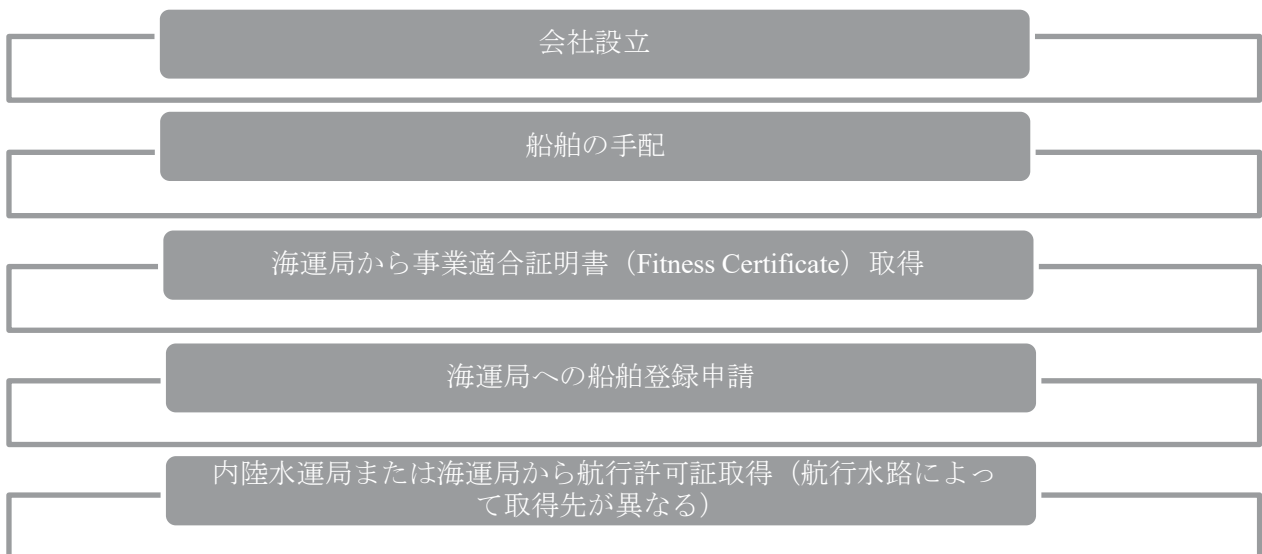 会社設立
船舶の手配
海運局から事業適合証明書（Fitness Certificate）取得
海運局への船舶登録申請
内陸水運局または海運局から航行許可証取得（航行水路によっ
て取得先が異なる）